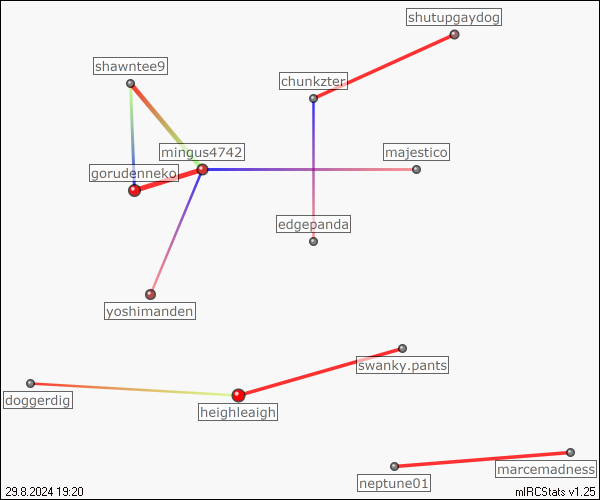 shutupgaydog
shawntee9
chunkzter
mingus4742
majestico
gorudenneko
edgepanda
yoshimanden
swanky.pants
doggerdig
heighleaigh
marcemadness
neptune01
29.8.2024 19:20
mIRCStats v1.25